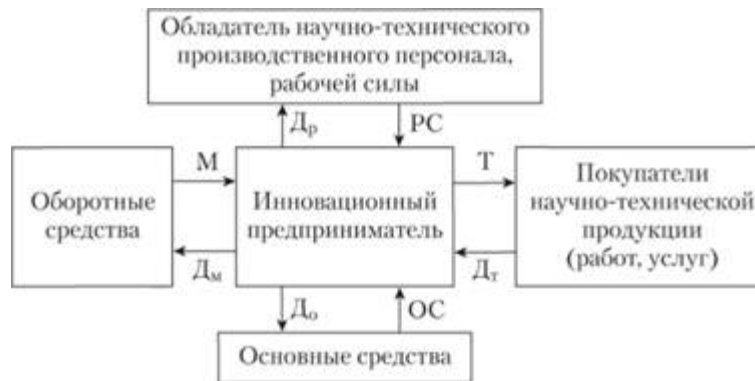 Обладатель научно-технического
производственного персонала,
рабочей силы
Др
РС
М
Т
Оборотные
средства
Инновационный
предприниматель
Покупатели
научно-технической
продукции
(работ, услуг)
Дм
Дт
До
ОС
Основные средства